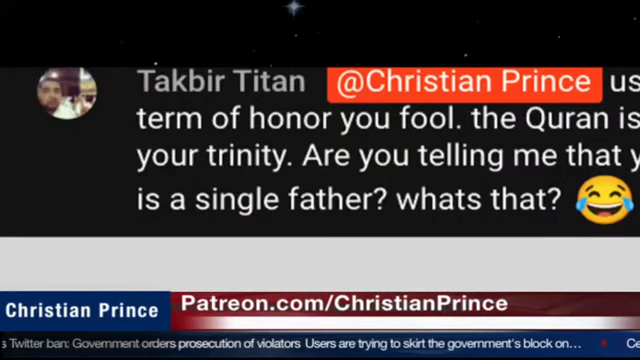 Takbir Titan @Christian Prince us
term of honor you fool. the Quran is
your trinity. Are you telling me that y
is a single father? whats that?
Christian Prince Patreon.com/ChristianPrince
s Twitter ban: Government orders prosecution of violators Users are trying to skirt the government's block on... Ce